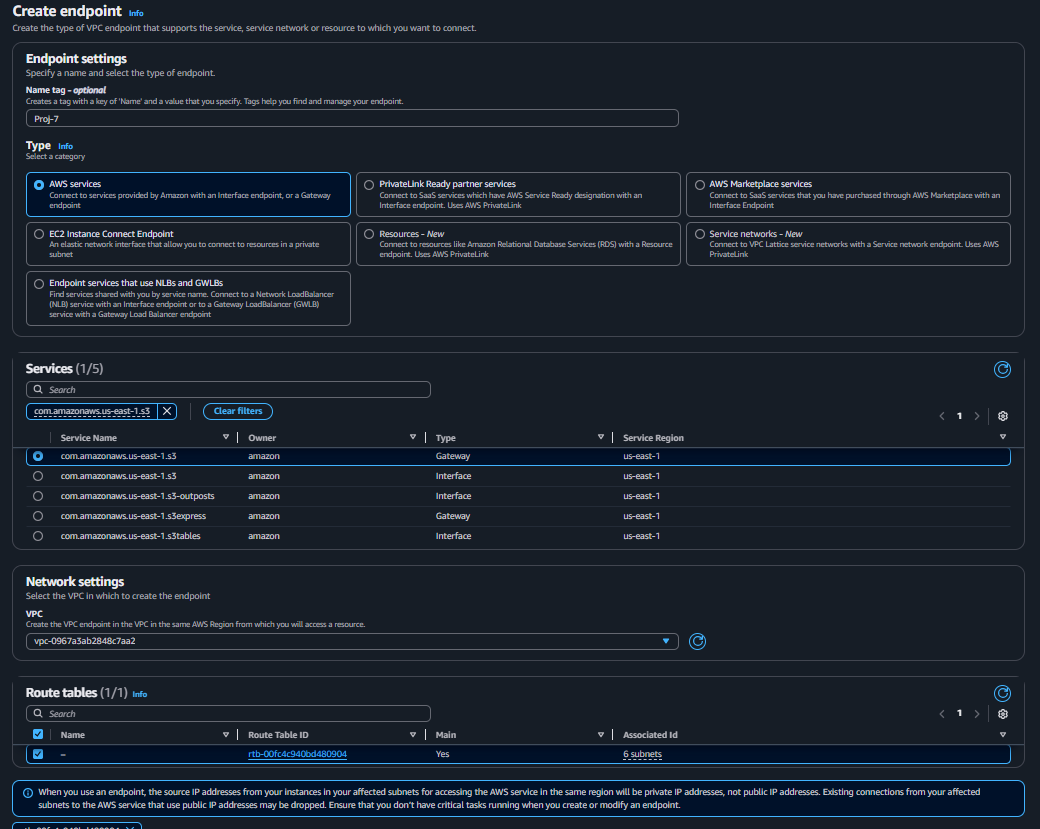 Create endpoint Info
Create the type of VPC endpoint that supports the service, service network or resource to which you want to connect.
Endpoint settings
Specify a name and select the type of endpoint.
Name tag – optional
Creates a tag with a key of 'Name' and a value that you specify. Tags help you find and manage your endpoint.
Proj-7
Type Info
Select a category
AWS services
Connect to services provided by Amazon with an Interface endpoint, or a Gateway
endpoint
PrivateLink Ready partner services
Connect to SaaS services which have AWS Service Ready designation with an
Interface endpoint. Uses AWS PrivateLink
AWS Marketplace services
Connect to SaaS services that you have purchased through AWS Marketplace with an
Interface Endpoint
EC2 Instance Connect Endpoint
An elastic network interface that allow you to connect to resources in a private
subnet
Resources - New
Connect to resources like Amazon Relational Database Services (RDS) with a Resource
endpoint. Uses AWS PrivateLink
Service networks - New
Connect to VPC Lattice service networks with a Service network endpoint. Uses AWS
PrivateLink
Endpoint services that use NLBs and GWLBs
Find services shared with you by service name. Connect to a Network LoadBalancer
(NLB) service with an Interface endpoint or to a Gateway LoadBalancer (GWLB)
service with a Gateway Load Balancer endpoint
Services (1/5)
Search
com.amazonaws.us-east-1.s3 Clear filters
1
Service Name Owner Type Service Region
com.amazonaws.us-east-1.s3 amazon Gateway us-east-1
com.amazonaws.us-east-1.s3 amazon Interface us-east-1
com.amazonaws.us-east-1.s3-outposts amazon Interface us-east-1
com.amazonaws.us-east-1.s3express amazon Gateway us-east-1
com.amazonaws.us-east-1.s3tables amazon Interface us-east-1
Network settings
Select the VPC in which to create the endpoint
VPC
Create the VPC endpoint in the VPC in the same AWS Region from which you will access a resource.
vpc-0967a3ab2848c7aa2
Route tables (1/1) Info
Search
1
Name Route Table ID Main Associated Id
– rtb-00fc4c940bd480904 Yes 6 subnets
When you use an endpoint, the source IP addresses from your instances in your affected subnets for accessing the AWS service in the same region will be private IP addresses, not public IP addresses. Existing connections from your affected
subnets to the AWS service that use public IP addresses may be dropped. Ensure that you don't have critical tasks running when you create or modify an endpoint.